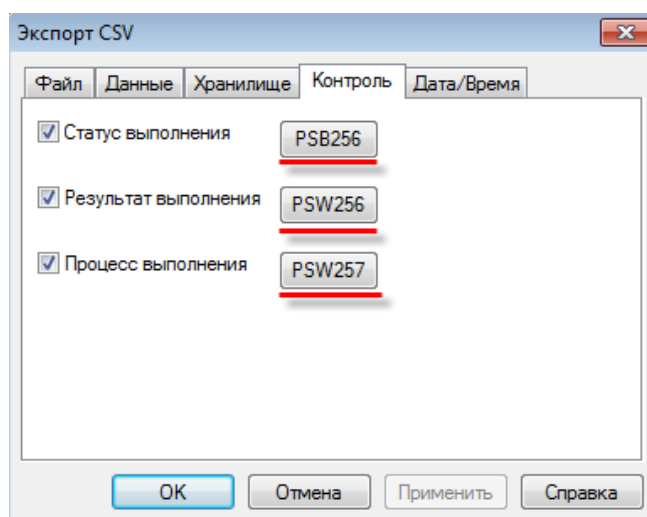 Экспорт CSV
Файл Данные Хранилище Контроль Дата/Время
Статус выполнения PSB256
Результат выполнения PSW256
Процесс выполнения PSW257
OK Отмена Применить Справка